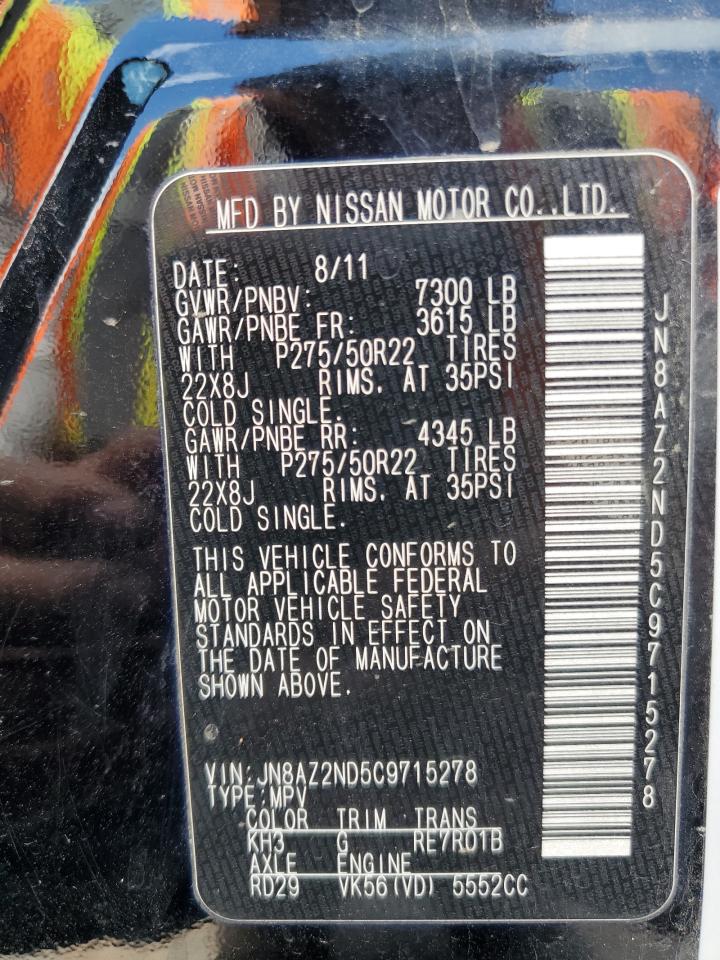 MFD BY NISSAN MOTOR CO.,LTD.
DATE: 8/11
GVWR/PNBV: 7300 LB
GAWR/PNBE FR: 3615 LB
WITH P275/50R22 TIRES
22X8J RIMS. AT 35PSI
COLD SINGLE.
GAWR/PNBE RR: 4345 LB
WITH P275/50R22 TIRES
22X8J RIMS. AT 35PSI
COLD SINGLE.
THIS VEHICLE CONFORMS TO
ALL APPLICABLE FEDERAL
MOTOR VEHICLE SAFETY
STANDARDS IN EFFECT ON
THE DATE OF MANUFACTURE
SHOWN ABOVE.
VIN:JN8AZ2ND5C9715278
TYPE:MPV
COLOR TRIM TRANS
KH3 G RE7R01B
AXLE ENGINE
RD29 VK56(VD) 5552CC
JN8AZ2ND5C9715278